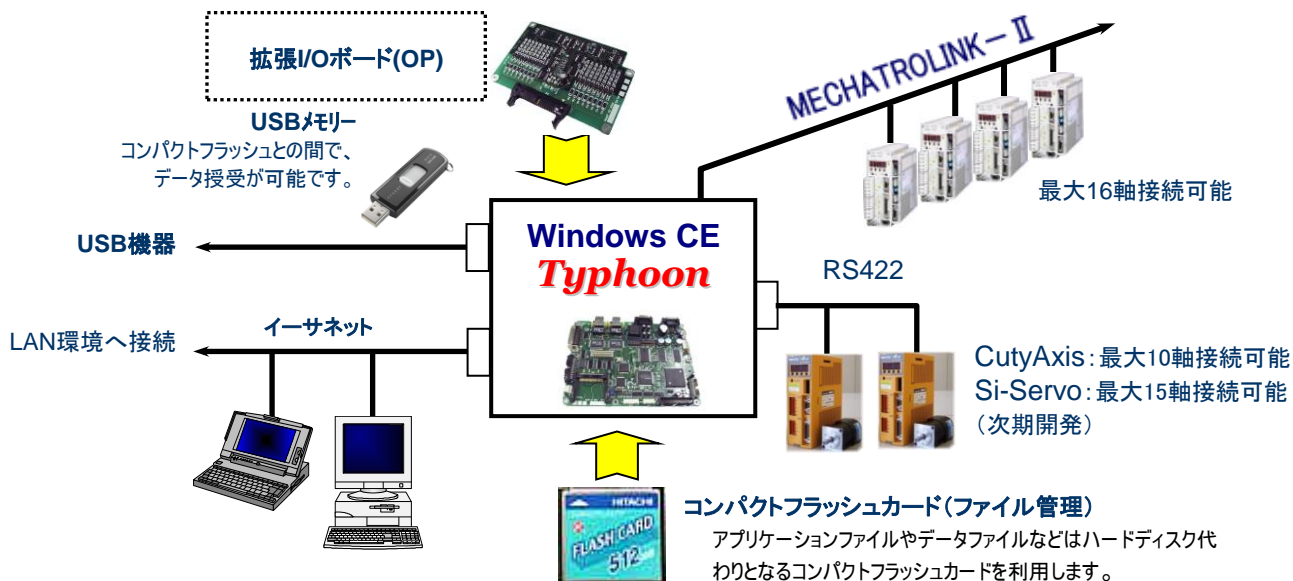 拡張I/Oボード(OP)
USBメモリー
コンパクトフラッシュとの間で、
データ授受が可能です。
MECHATROLINK-Ⅱ
最大16軸接続可能
USB機器
Windows CE
Typhoon
RS422
イーサネット
LAN環境へ接続
CutyAxis:最大10軸接続可能
Si-Servo:最大15軸接続可能
(次期開発)
HITACHI
FLASH CARD
512
コンパクトフラッシュカード(ファイル管理)
アプリケーションファイルやデータファイルなどはハードディスク代
わりとなるコンパクトフラッシュカードを利用します。